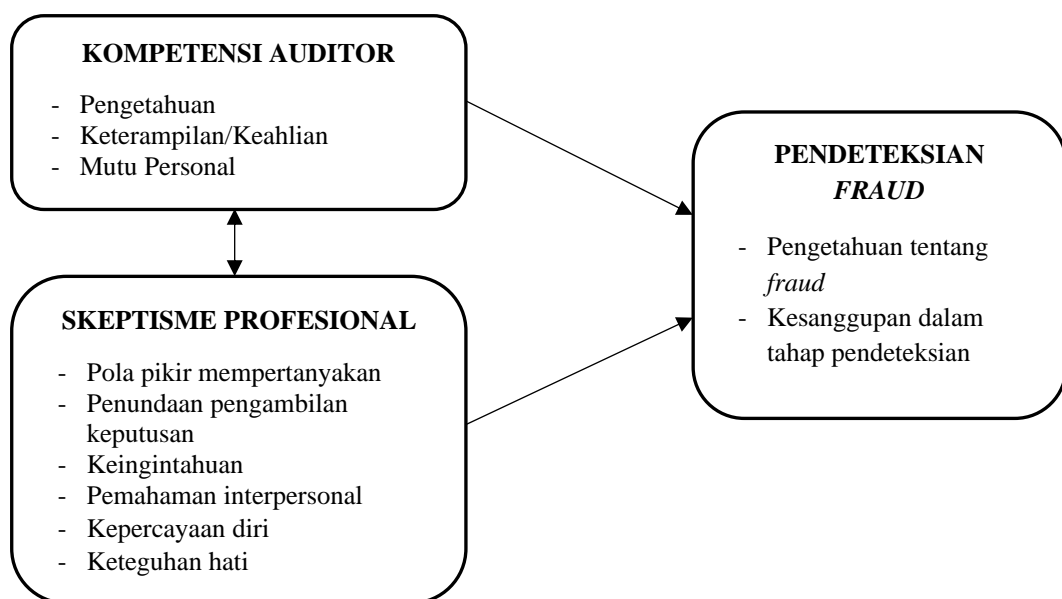 KOMPETENSI AUDITOR
- Pengetahuan
- Keterampilan/Keahlian
- Mutu Personal
SKEPTISME PROFESIONAL
- Pola pikir mempertanyakan
- Penundaan pengambilan
keputusan
- Keingintahuan
- Pemahaman interpersonal
- Kepercayaan diri
- Keteguhan hati
PENDETEKSIAN
FRAUD
- Pengetahuan tentang
fraud
- Kesanggupan dalam
tahap pendeteksian